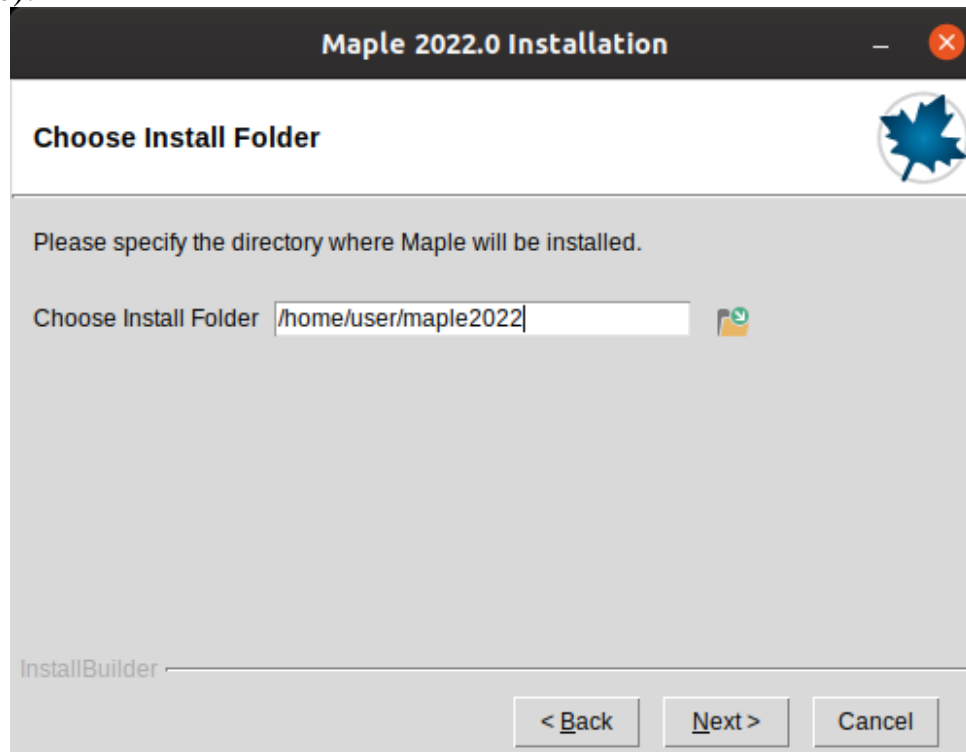 Maple 2022.0 Installation
Choose Install Folder
Please specify the directory where Maple will be installed.
Choose Install Folder /home/user/maple2022
InstallBuilder
< Back Next > Cancel